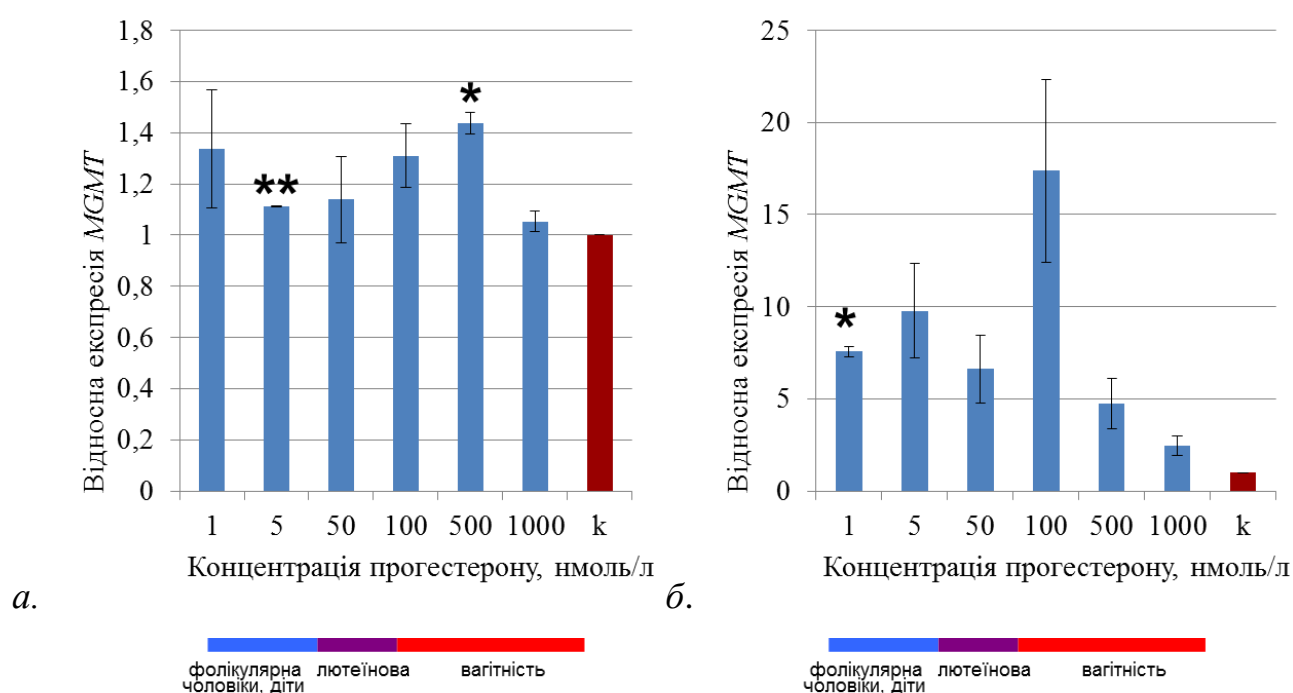 1,8
1,6
1,4
1,2
1
0,8
0,6
0,4
0,2
0
Відносна експресія MGMT
*
**
1 5 50 100 500 1000 k
Концентрація прогестерону, нмоль/л
а.
фолікулярна лютеїнова вагітність
чоловіки, діти
25
20
15
10
5
0
Відносна експресія MGMT
*
1 5 50 100 500 1000 k
Концентрація прогестерону, нмоль/л
б.
фолікулярна лютеїнова вагітність
чоловіки, діти